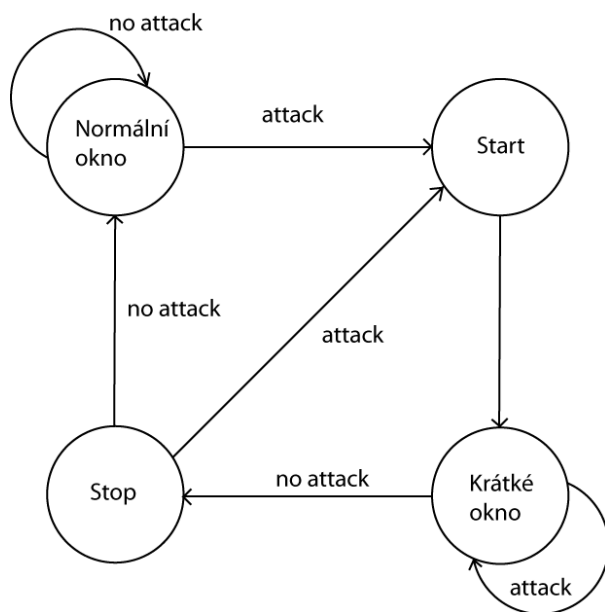 no attack
Normální
okno
attack
Start
no attack
attack
Stop
no attack
Krátké
okno
attack